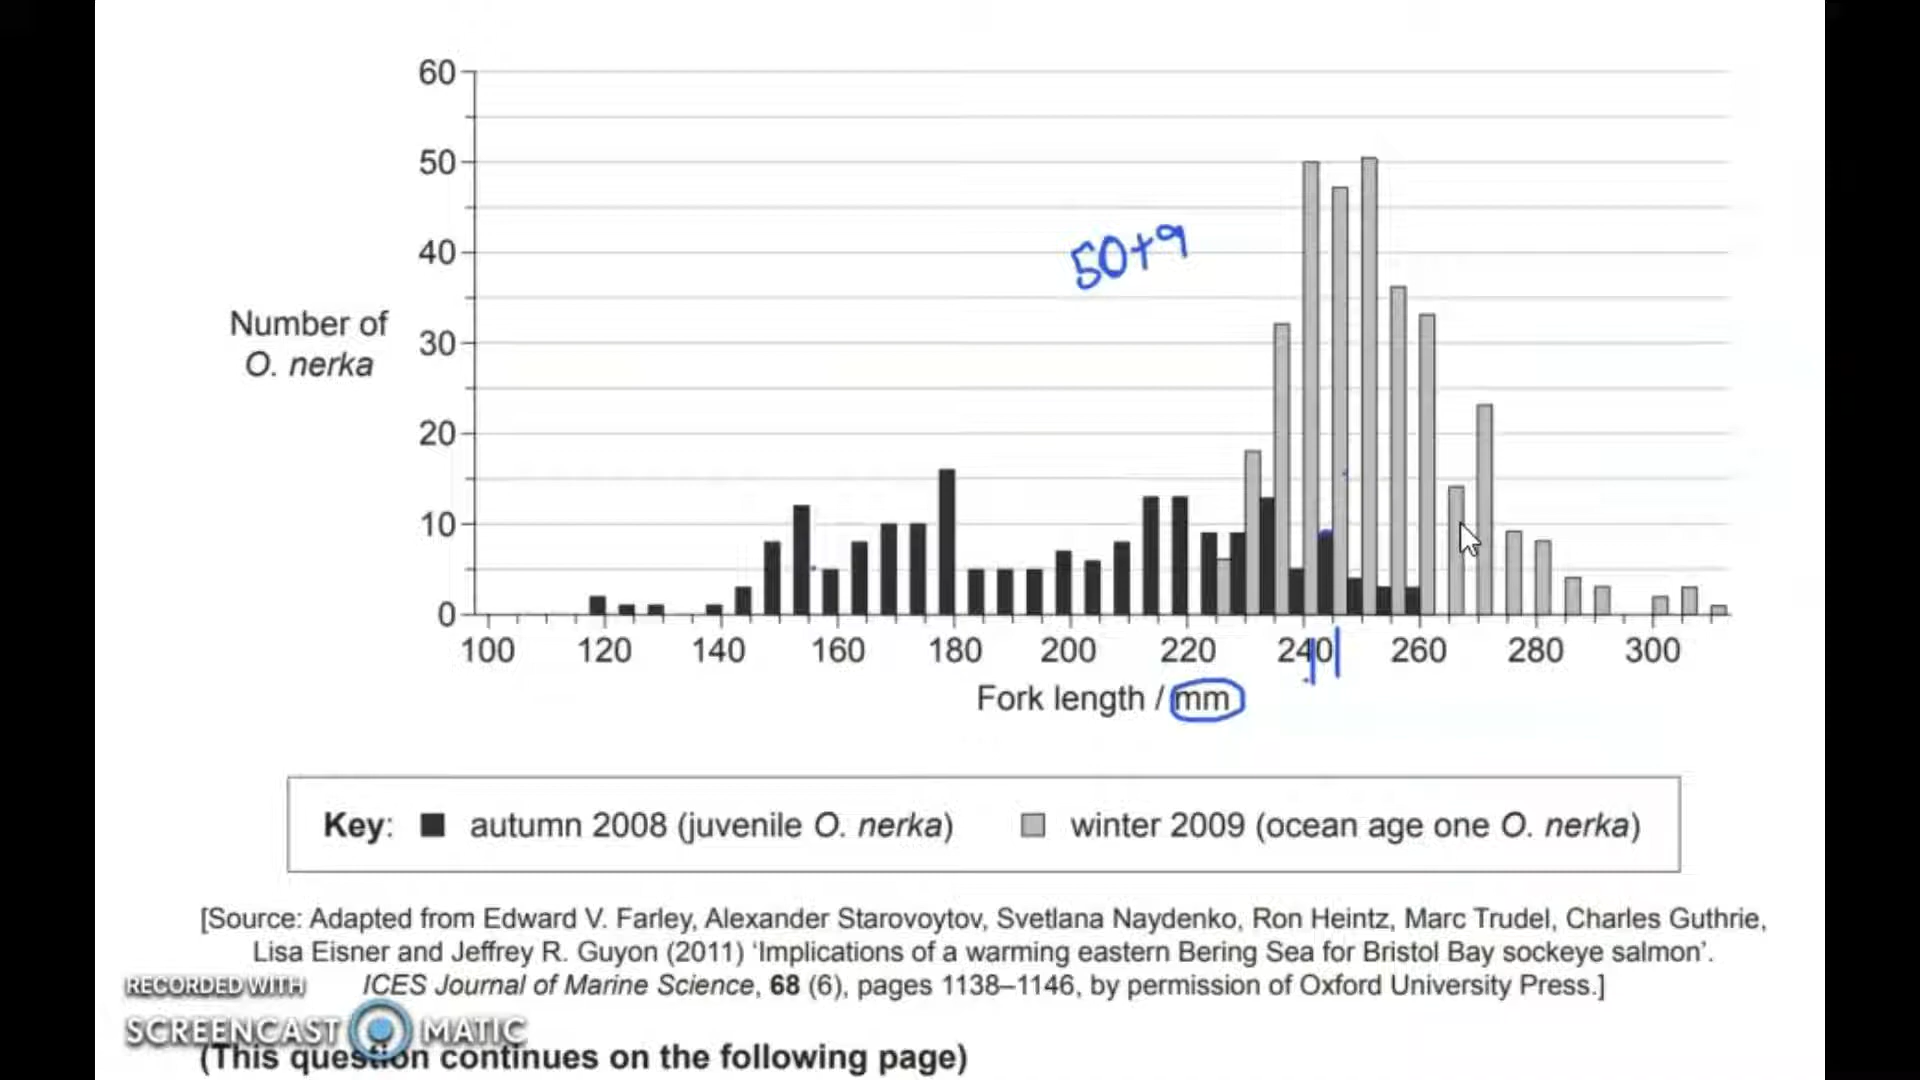 60
50
50+9
40
Number of
O. nerka
30
20
10
0
100 120 140 160 180 200 220 240 260 280 300
Fork length / mm
Key: autumn 2008 (juvenile O. nerka) winter 2009 (ocean age one O. nerka)
[Source: Adapted from Edward V. Farley, Alexander Starovoytov, Svetlana Naydenko, Ron Heintz, Marc Trudel, Charles Guthrie,
Lisa Eisner and Jeffrey R. Guyon (2011) ‘Implications of a warming eastern Bering Sea for Bristol Bay sockeye salmon’.
ICES Journal of Marine Science, 68 (6), pages 1138–1146, by permission of Oxford University Press.]
RECORDED WITH
SCREENCAST MATIC
(This question continues on the following page)